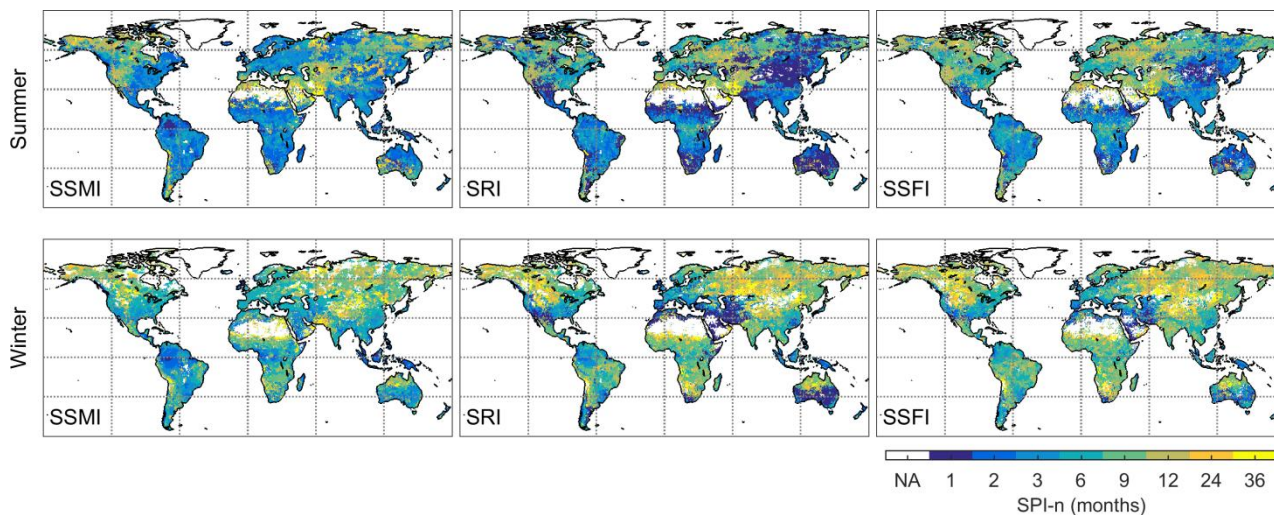 Summer
SSMI
SRI
SSFI
Winter
SSMI
SRI
SSFI
NA 1 2 3 6 9 12 24 36
SPI-n (months)